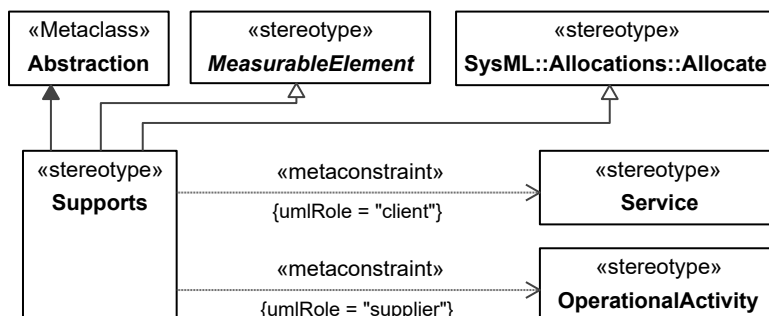 «Metaclass»
Abstraction
«stereotype»
MeasurableElement
«stereotype»
SysML::Allocations::Allocate
«stereotype»
Supports
«metaconstraint»
{umlRole = "client"}
«stereotype»
Service
«metaconstraint»
{umlRole = "supplier"}
«stereotype»
OperationalActivity